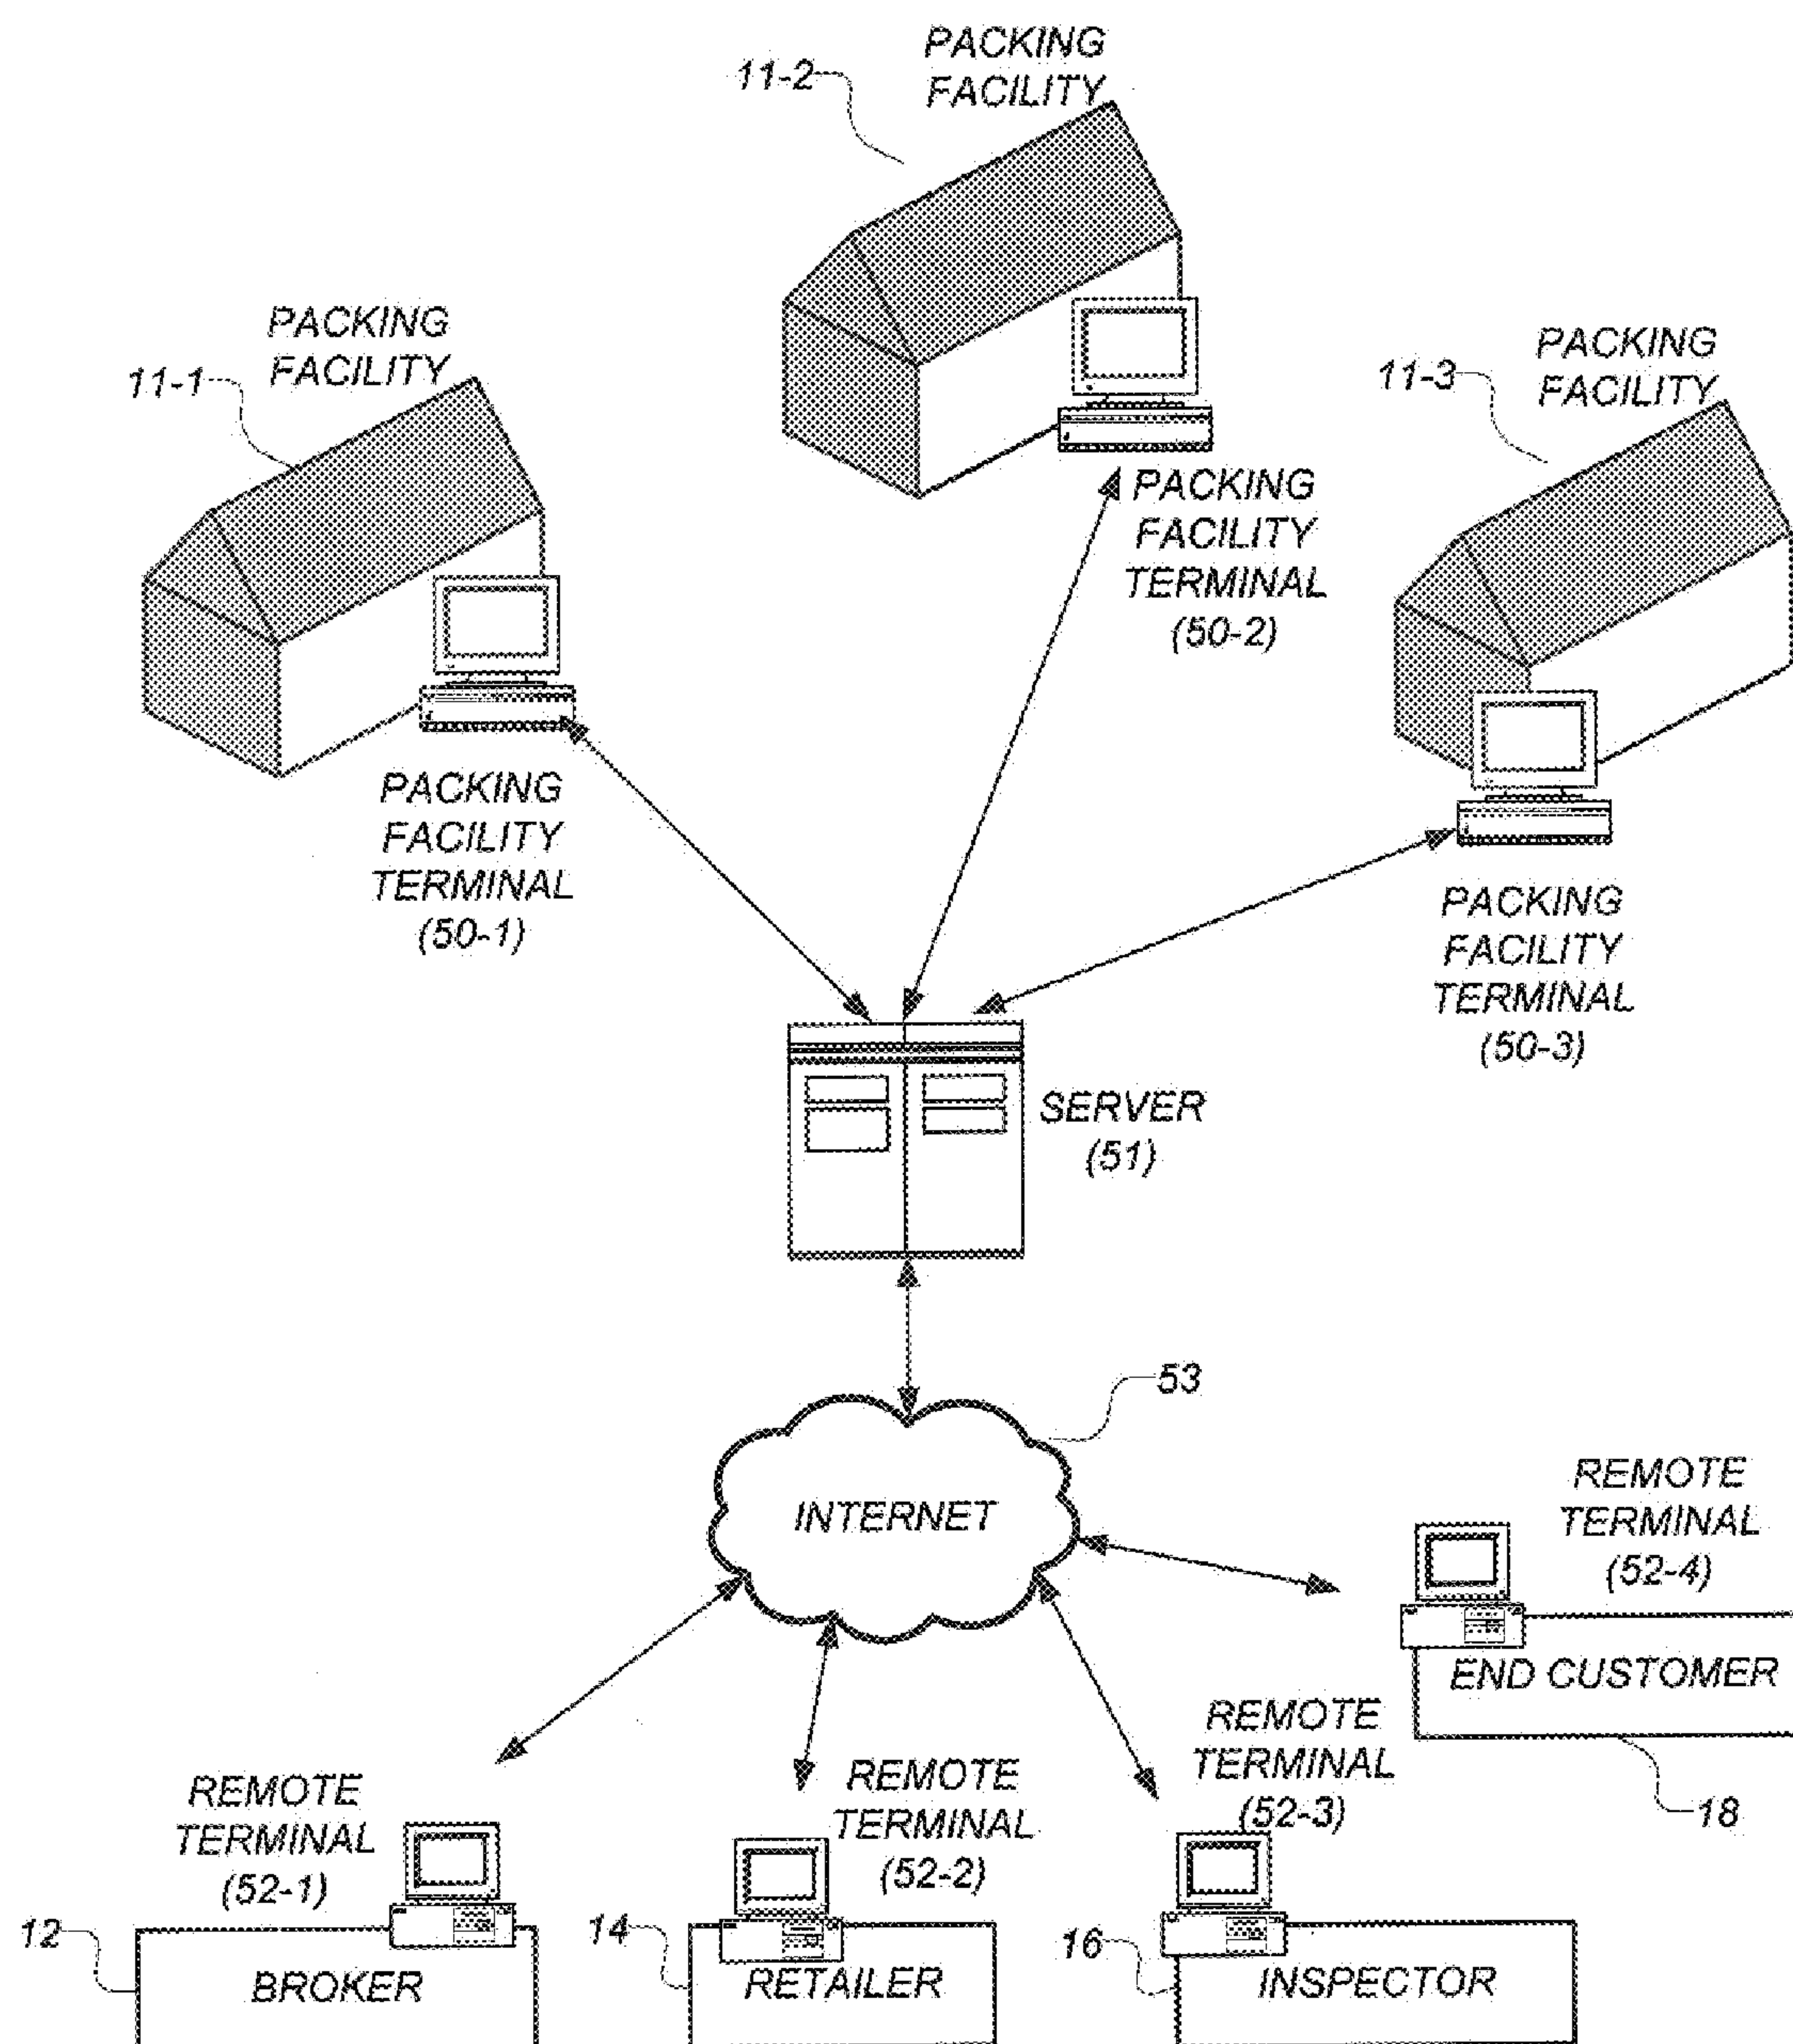 PACKING
FACILITY
11-2
PACKING
FACILITY
11-1
PACKING
FACILITY
11-3
PACKING
FACILITY
TERMINAL
(50-2)
PACKING
FACILITY
TERMINAL
(50-1)
PACKING
FACILITY
TERMINAL
(50-3)
SERVER
(51)
53
INTERNET
REMOTE
TERMINAL
(52-4)
END CUSTOMER
18
REMOTE
TERMINAL
(52-3)
REMOTE
TERMINAL
(52-2)
REMOTE
TERMINAL
(52-1)
12
BROKER
14
RETAILER
16
INSPECTOR